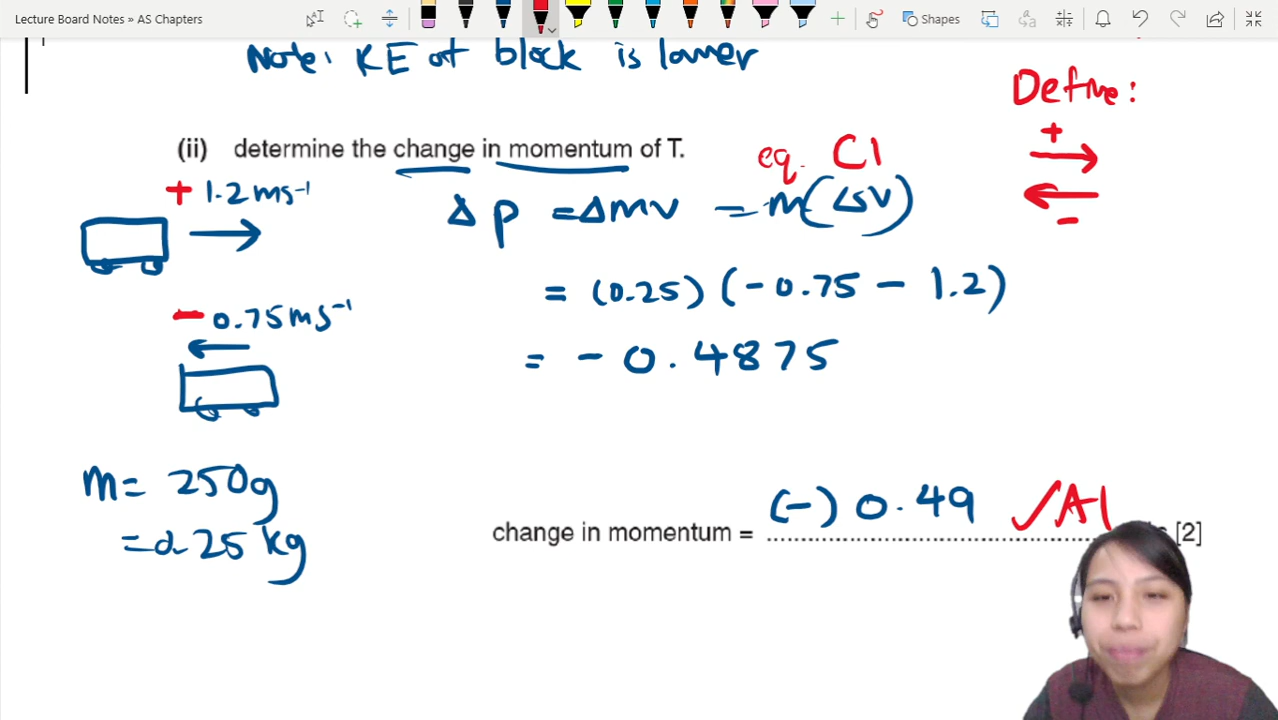 Lecture Board Notes » AS Chapters
Shapes
Note: KE of block is lower
Define:
+
-
(ii) determine the change in momentum of T.
eq. C1
+ 1.2 ms⁻¹
Δp = Δmv = m(Δv)
= (0.25)(-0.75 - 1.2)
- 0.75 ms⁻¹
= -0.4875
m = 250g
= 0.25 kg
(-) 0.49 ✓A1
change in momentum = .................... [2]